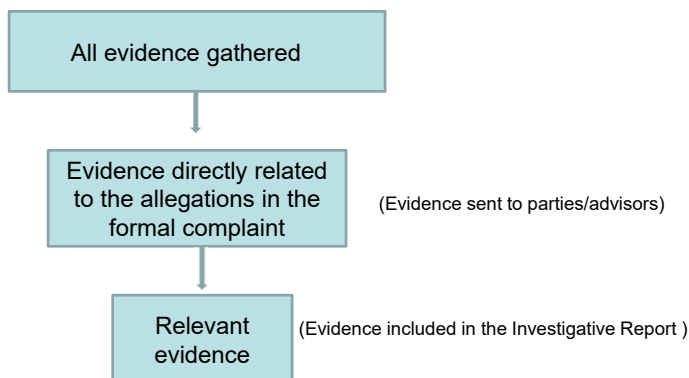 All evidence gathered
Evidence directly related
to the allegations in the
formal complaint
(Evidence sent to parties/advisors)
Relevant
evidence
(Evidence included in the Investigative Report )